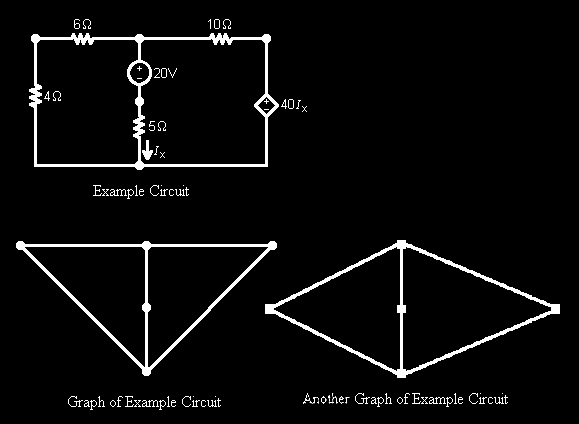 6Ω 10Ω
20V
4Ω
40Ix
5Ω
Ix
Example Circuit
Graph of Example Circuit
Another Graph of Example Circuit